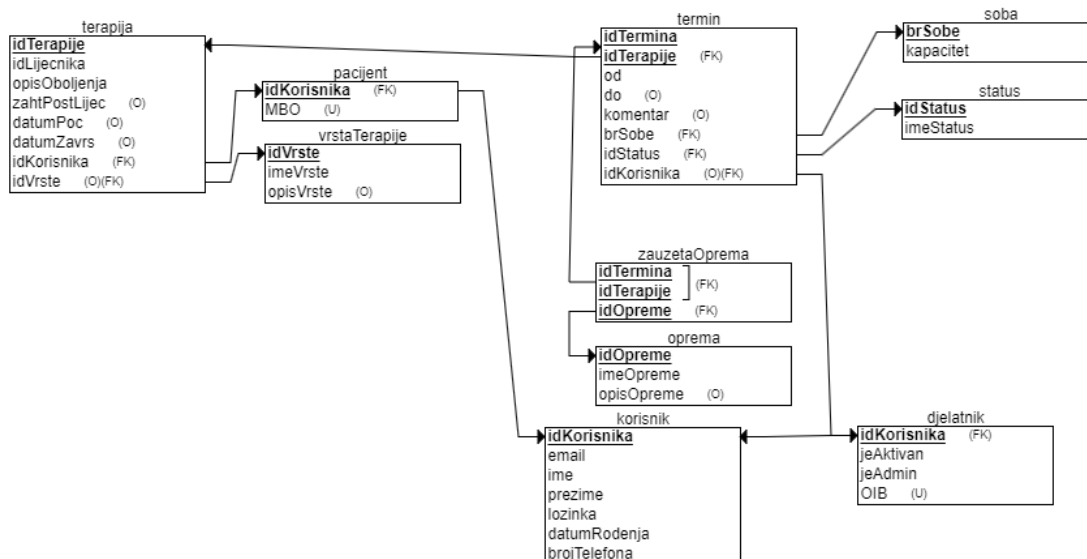 terapija
idTerapije
idLijecnika
opisOboljenja
zahtPostLijec (O)
datumPoc (O)
datumZavrs (O)
idKorisnika (FK)
idVrste (O)(FK)
pacijent
idKorisnika (FK)
MBO (U)
vrstaTerapije
idVrste
imeVrste
opisVrste (O)
termin
idTermina
idTerapije (FK)
od
do (O)
komentar (O)
brSobe (FK)
idStatus (FK)
idKorisnika (O)(FK)
soba
brSobe
kapacitet
status
idStatus
imeStatus
zauzetaOprema
idTermina
idTerapije (FK)
idOpreme (FK)
oprema
idOpreme
imeOpreme
opisOpreme (O)
korisnik
idKorisnika
email
ime
prezime
lozinka
datumRodenja
brojTelefona
djelatnik
idKorisnika (FK)
jeAktivan
jeAdmin
OIB (U)